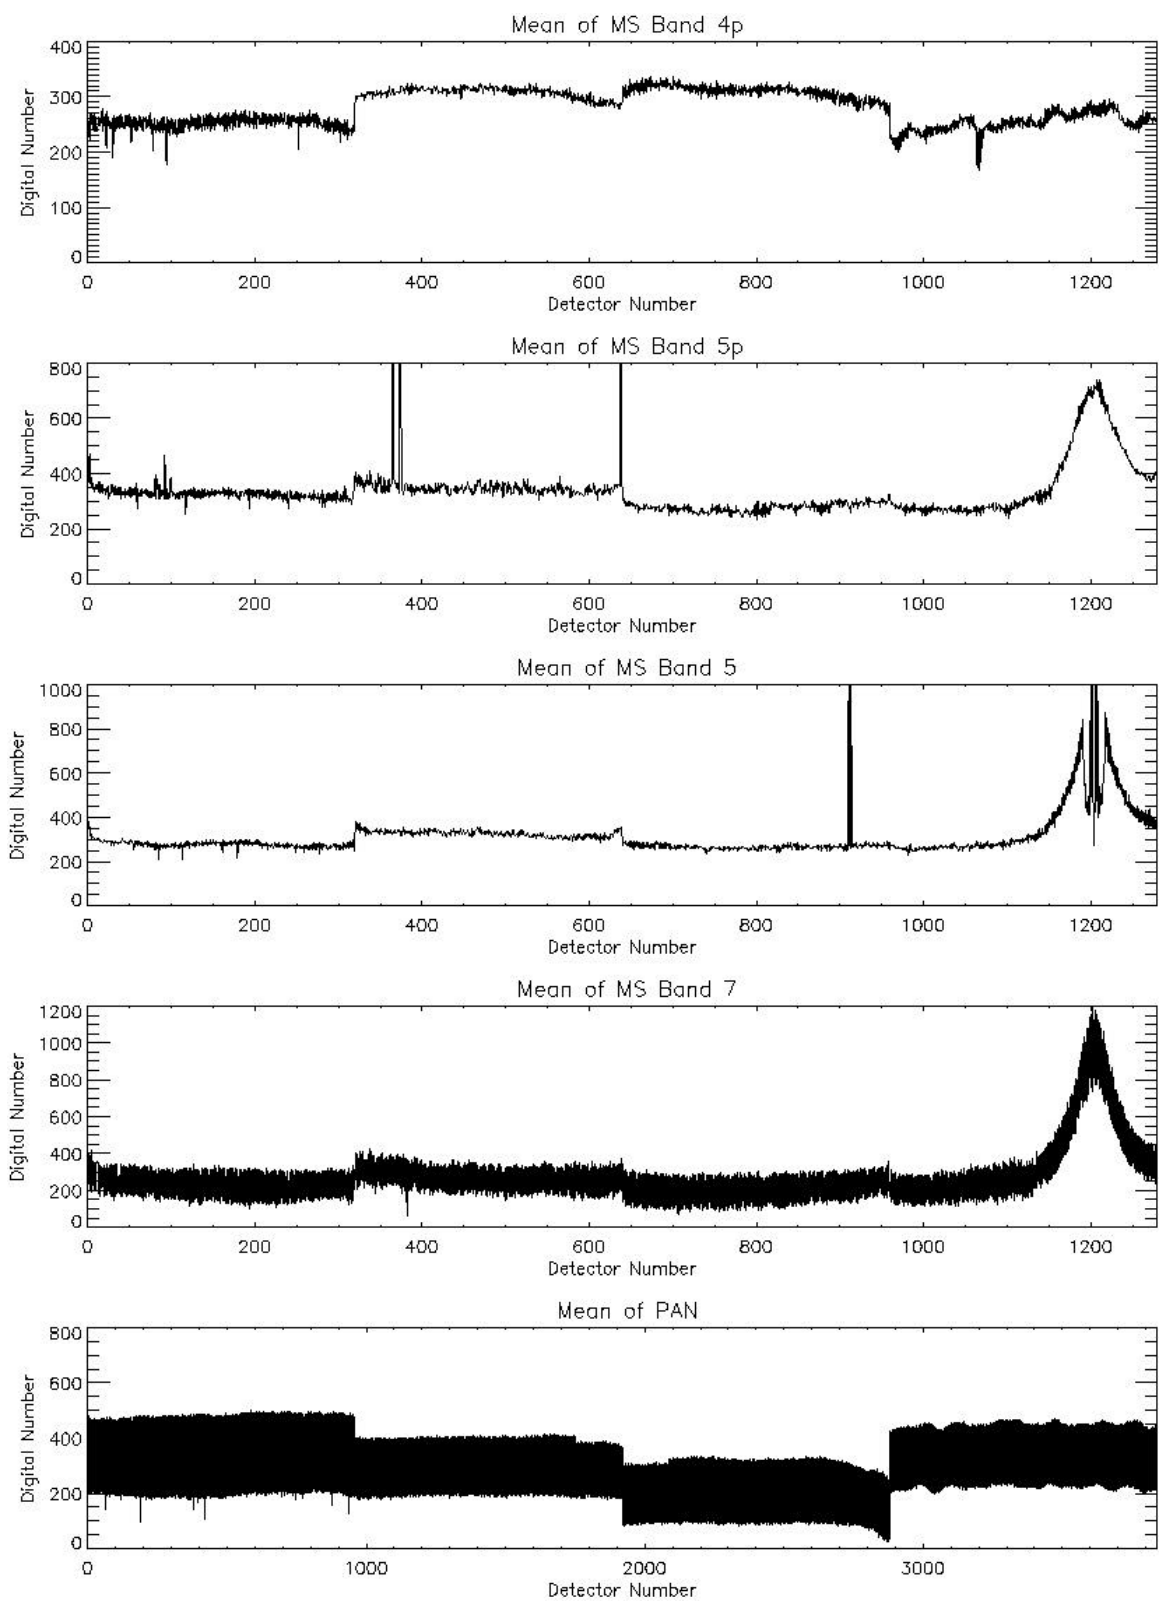 Mean of MS Band 4p
400
300
200
100
0
Digital Number
0 200 400 600 800 1000 1200
Detector Number
Mean of MS Band 5p
800
600
400
200
0
Digital Number
0 200 400 600 800 1000 1200
Detector Number
Mean of MS Band 5
1000
800
600
400
200
0
Digital Number
0 200 400 600 800 1000 1200
Detector Number
Mean of MS Band 7
1200
1000
800
600
400
200
0
Digital Number
0 200 400 600 800 1000 1200
Detector Number
Mean of PAN
800
600
400
200
0
Digital Number
0 1000 2000 3000
Detector Number